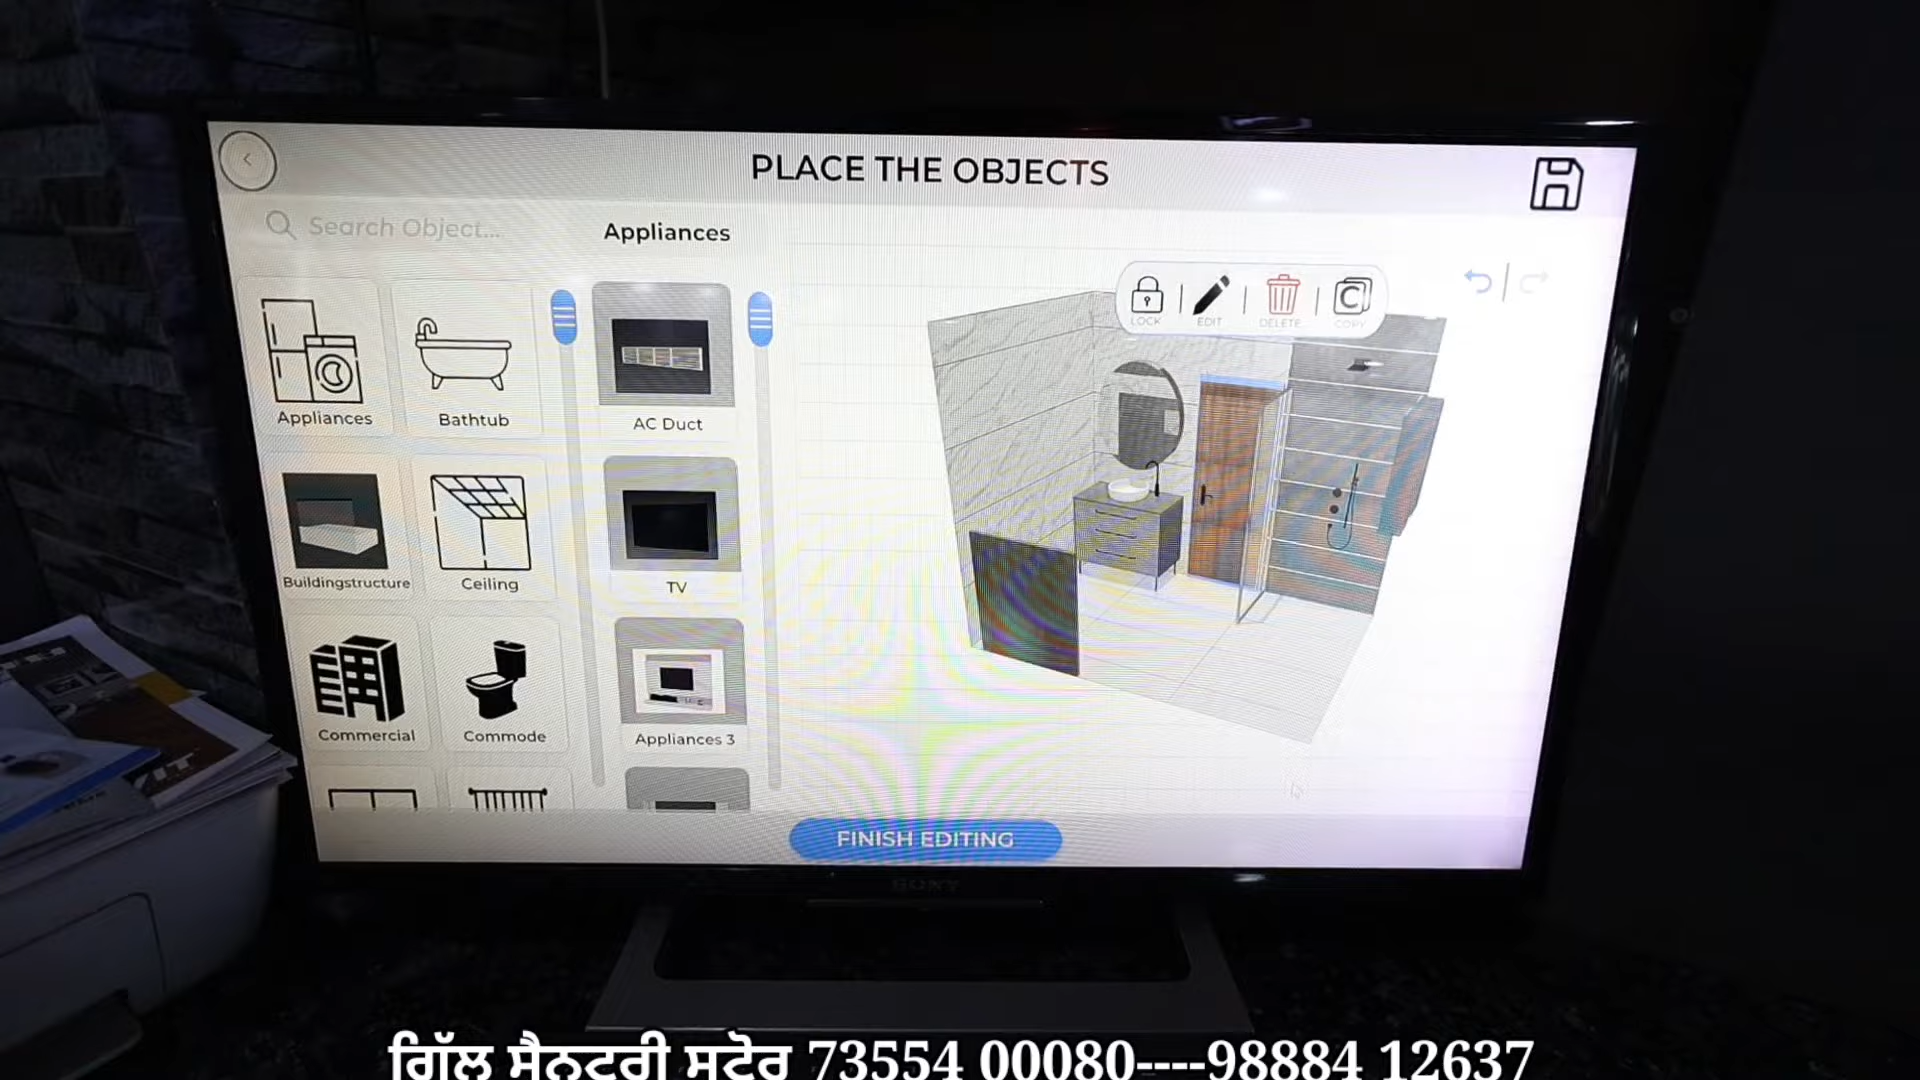 PLACE THE OBJECTS
Search Object...
Appliances
LOCK
EDIT
DELETE
COPY
Appliances
Bathtub
AC Duct
Buildingstructure
Ceiling
TV
Commercial
Commode
Appliances 3
FINISH EDITING
SONY
ਗਿੱਲ ਸੈਨਟਰੀ ਸਟੋਰ 73554 00080----98884 12637